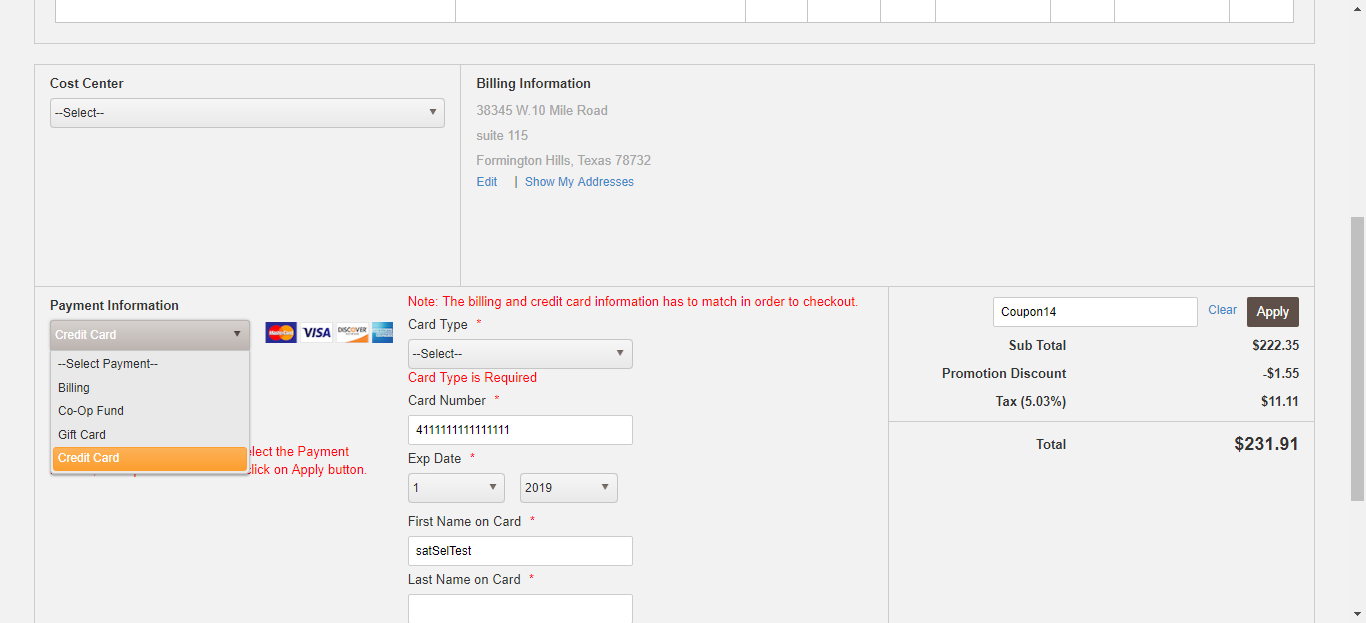 Cost Center
--Select--
Billing Information
38345 W.10 Mile Road
suite 115
Formington Hills, Texas 78732
Edit | Show My Addresses
Payment Information
Credit Card
--Select Payment--
Billing
Co-Op Fund
Gift Card
Credit Card
MasterCard VISA DISCOVER
elect the Payment
click on Apply button.
Note: The billing and credit card information has to match in order to checkout.
Card Type *
--Select--
Card Type is Required
Card Number *
4111111111111111
Exp Date *
1 2019
First Name on Card *
satSelTest
Last Name on Card *
Coupon14 Clear Apply
Sub Total $222.35
Promotion Discount -$1.55
Tax (5.03%) $11.11
Total $231.91